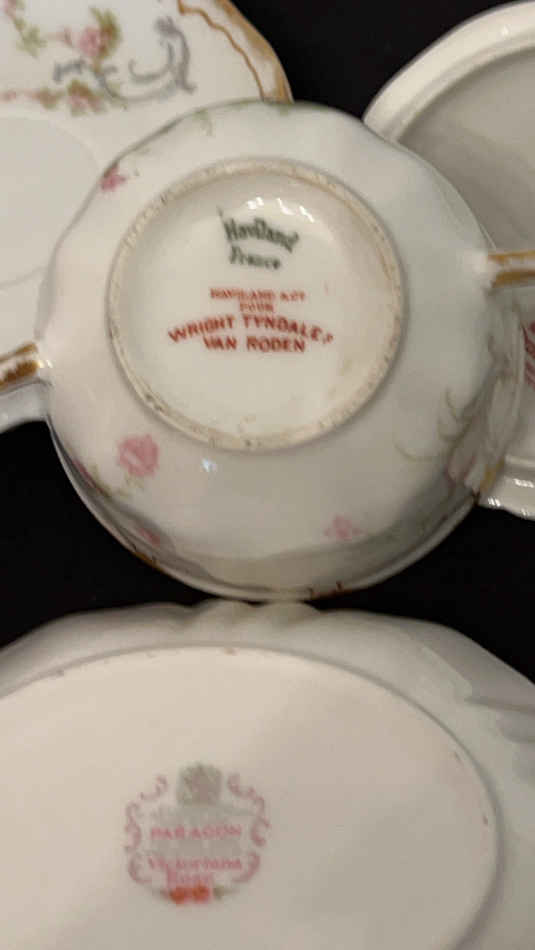 Haviland
France
HAVILAND & Co
POUR
WRIGHT TYNDALE &
VAN RODEN
PARAGON
Victoriana
Rose